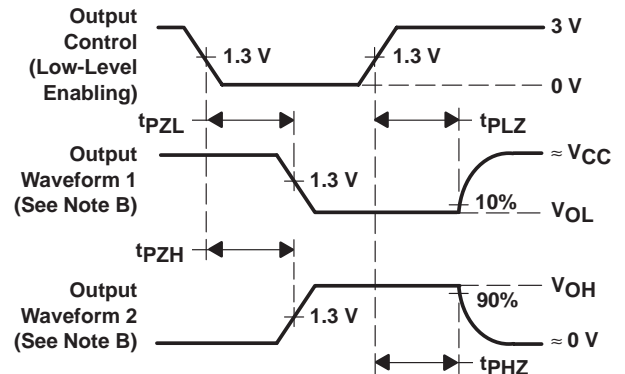 Output
Control
(Low-Level
Enabling)
1.3 V
1.3 V
3 V
0 V
tPZL
tPLZ
Output
Waveform 1
(See Note B)
1.3 V
≈ VCC
10%
VOL
tPZH
Output
Waveform 2
(See Note B)
1.3 V
VOH
90%
≈ 0 V
tPHZ